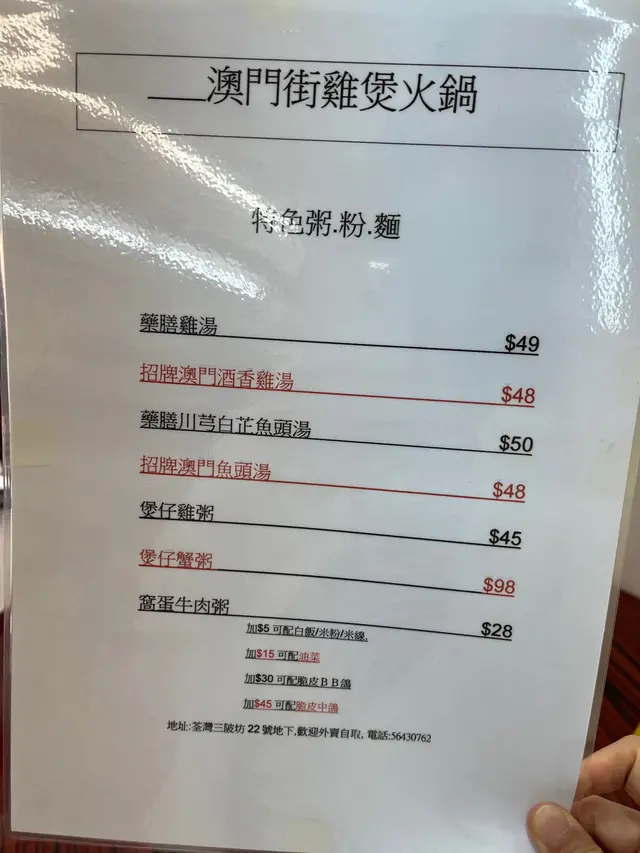 澳門街雞煲火鍋
特色粥.粉.麵
藥膳雞湯 $49
招牌澳門酒香雞湯 $48
藥膳川芎白芷魚頭湯 $50
招牌澳門魚頭湯 $48
煲仔雞粥 $45
煲仔蟹粥 $98
窩蛋牛肉粥 $28
加$5 可配白飯/米粉/米線,
加$15 可配油菜
加$30 可配脆皮ＢＢ鴿
加$45 可配脆皮中鴿
地址:荃灣三陂坊 22 號地下,歡迎外賣自取, 電話:56430762